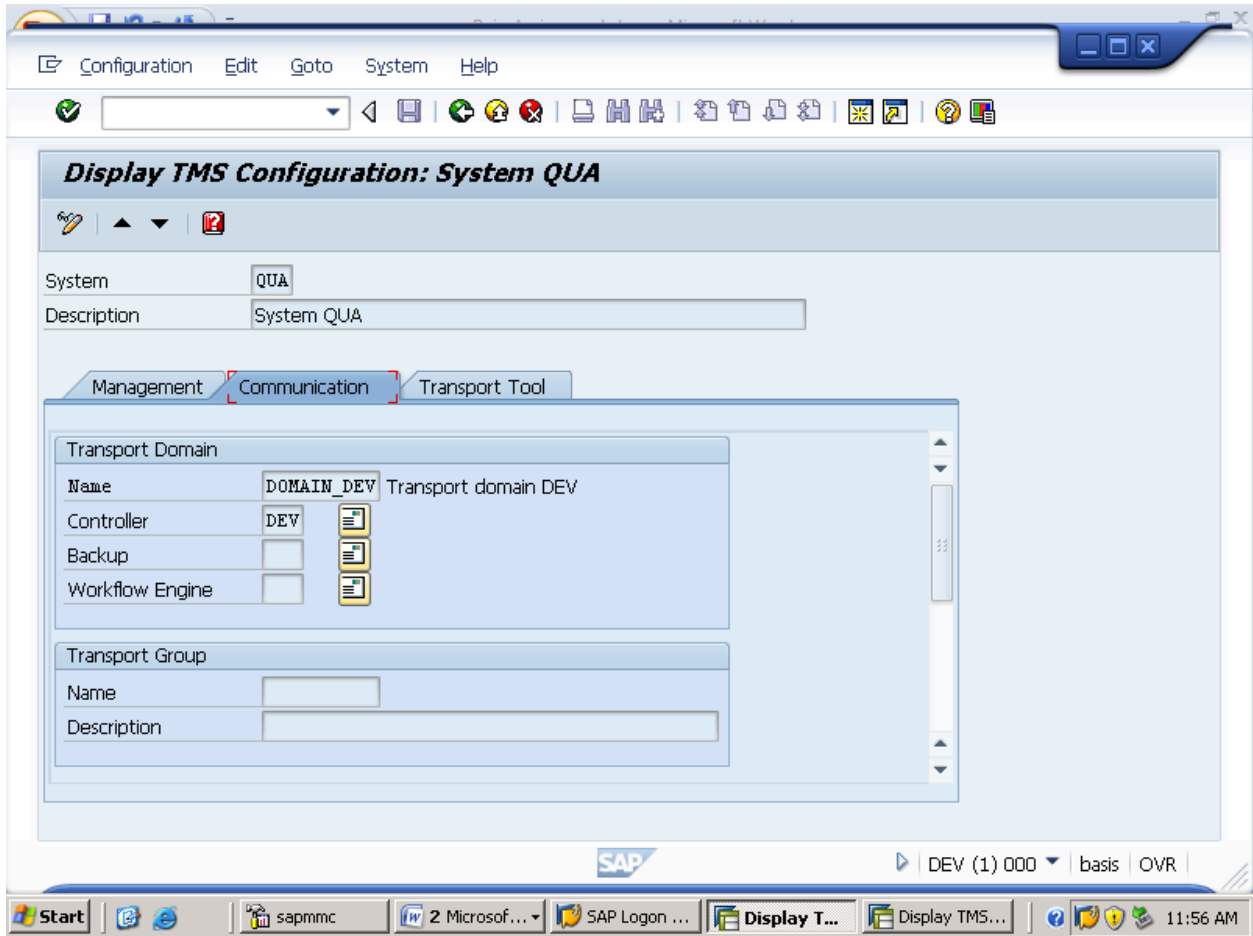 Configuration Edit Goto System Help
Display TMS Configuration: System QUA
System QUA
Description System QUA
Management Communication Transport Tool
Transport Domain
Name DOMAIN_DEV Transport domain DEV
Controller DEV
Backup
Workflow Engine
Transport Group
Name
Description
SAP DEV (1) 000 basis OVR
Start sapmmc 2 Microsof... SAP Logon ... Display T... Display TMS... 11:56 AM